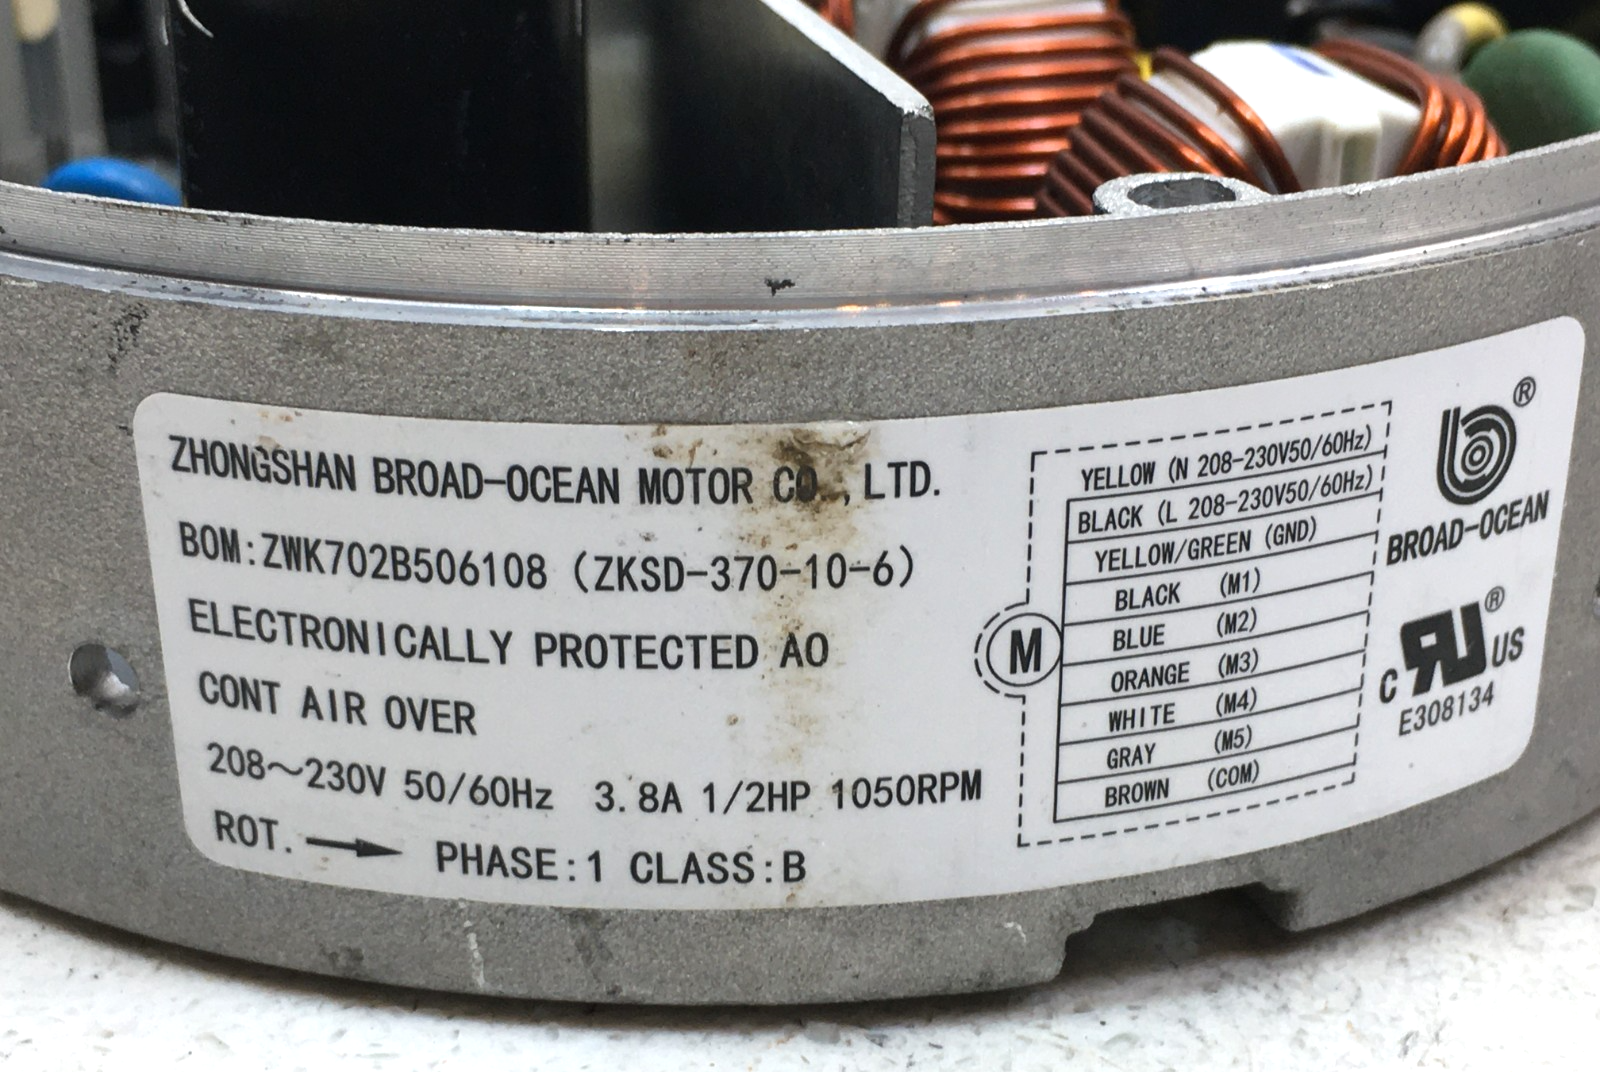 ZHONGSHAN BROAD-OCEAN MOTOR CO.,LTD.
BOM:ZWK702B506108 (ZKSD-370-10-6)
ELECTRONICALLY PROTECTED AO
CONT AIR OVER
208~230V 50/60Hz 3.8A 1/2HP 1050RPM
ROT. → PHASE:1 CLASS:B
M
YELLOW (N 208-230V50/60Hz)
BLACK (L 208-230V50/60Hz)
YELLOW/GREEN (GND)
BLACK (M1)
BLUE (M2)
ORANGE (M3)
WHITE (M4)
GRAY (M5)
BROWN (COM)
®
BROAD-OCEAN
C RU US ®
E308134